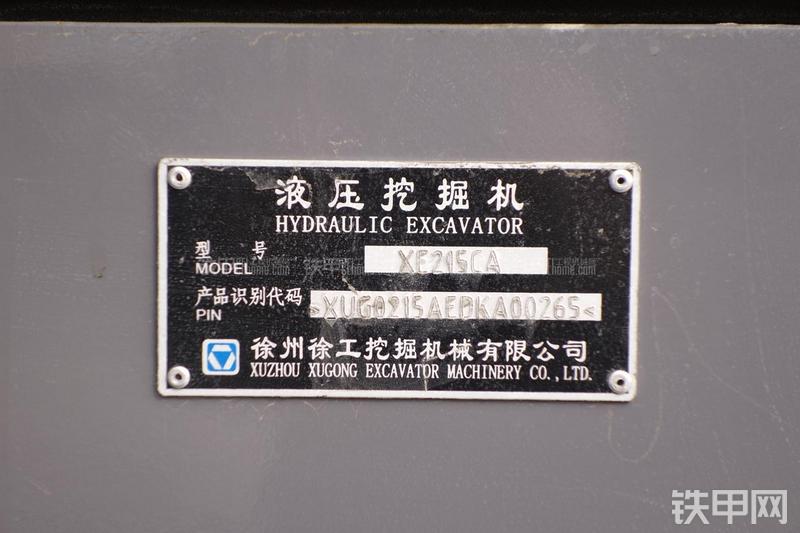 液压挖掘机
HYDRAULIC EXCAVATOR
型号 XE215CA
MODEL
产品识别代码 >XUG0215AEDKA00265<
PIN
徐州徐工挖掘机械有限公司
XUZHOU XUGONG EXCAVATOR MACHINERY CO.,LTD.
铁甲网